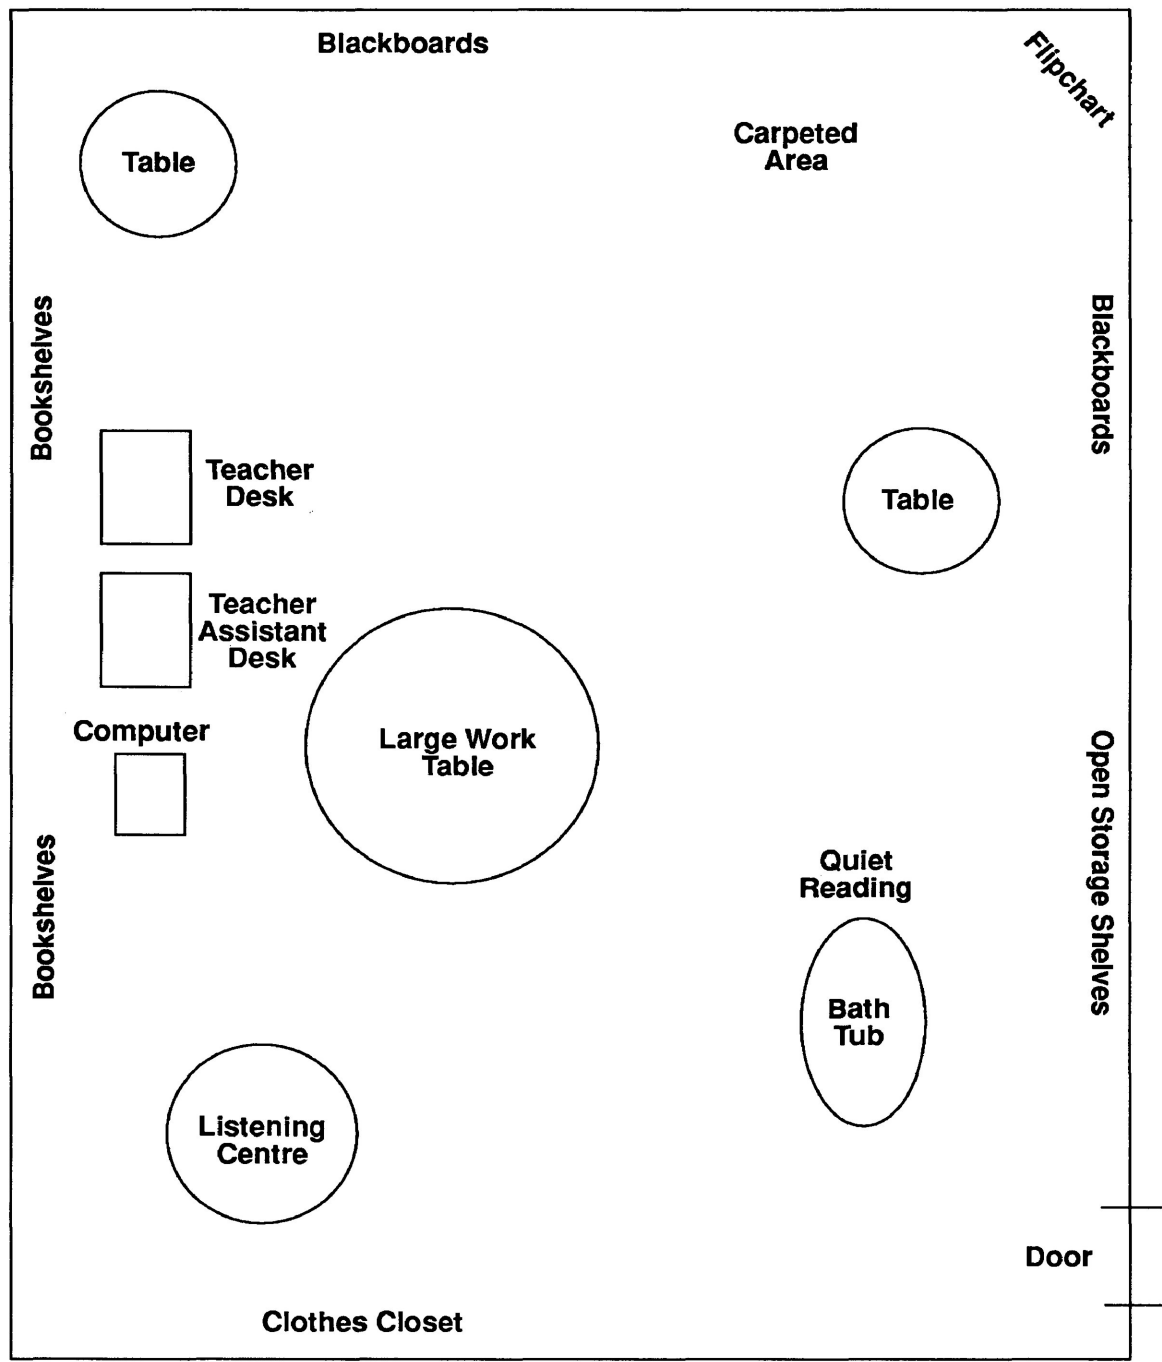 Blackboards
Flipchart
Carpeted
Area
Table
Bookshelves
Blackboards
Teacher
Desk
Table
Teacher
Assistant
Desk
Computer
Large Work
Table
Open Storage Shelves
Bookshelves
Quiet
Reading
Bath
Tub
Listening
Centre
Door
Clothes Closet